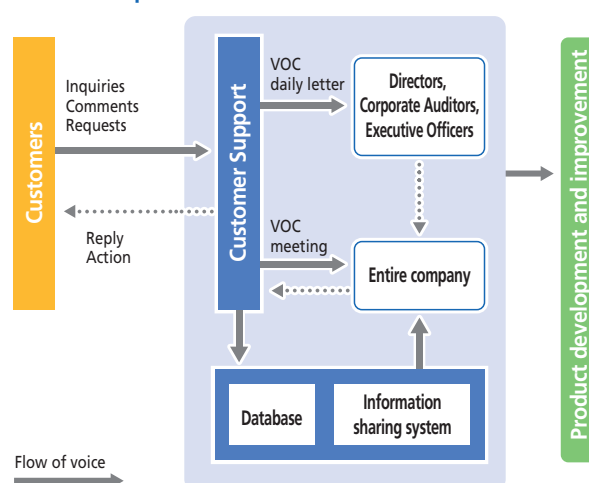 Customers
Inquiries
Comments
Requests
Reply
Action
Customer Support
VOC
daily letter
Directors,
Corporate Auditors,
Executive Officers
VOC
meeting
Entire company
Database
Information
sharing system
Product development and improvement
Flow of voice